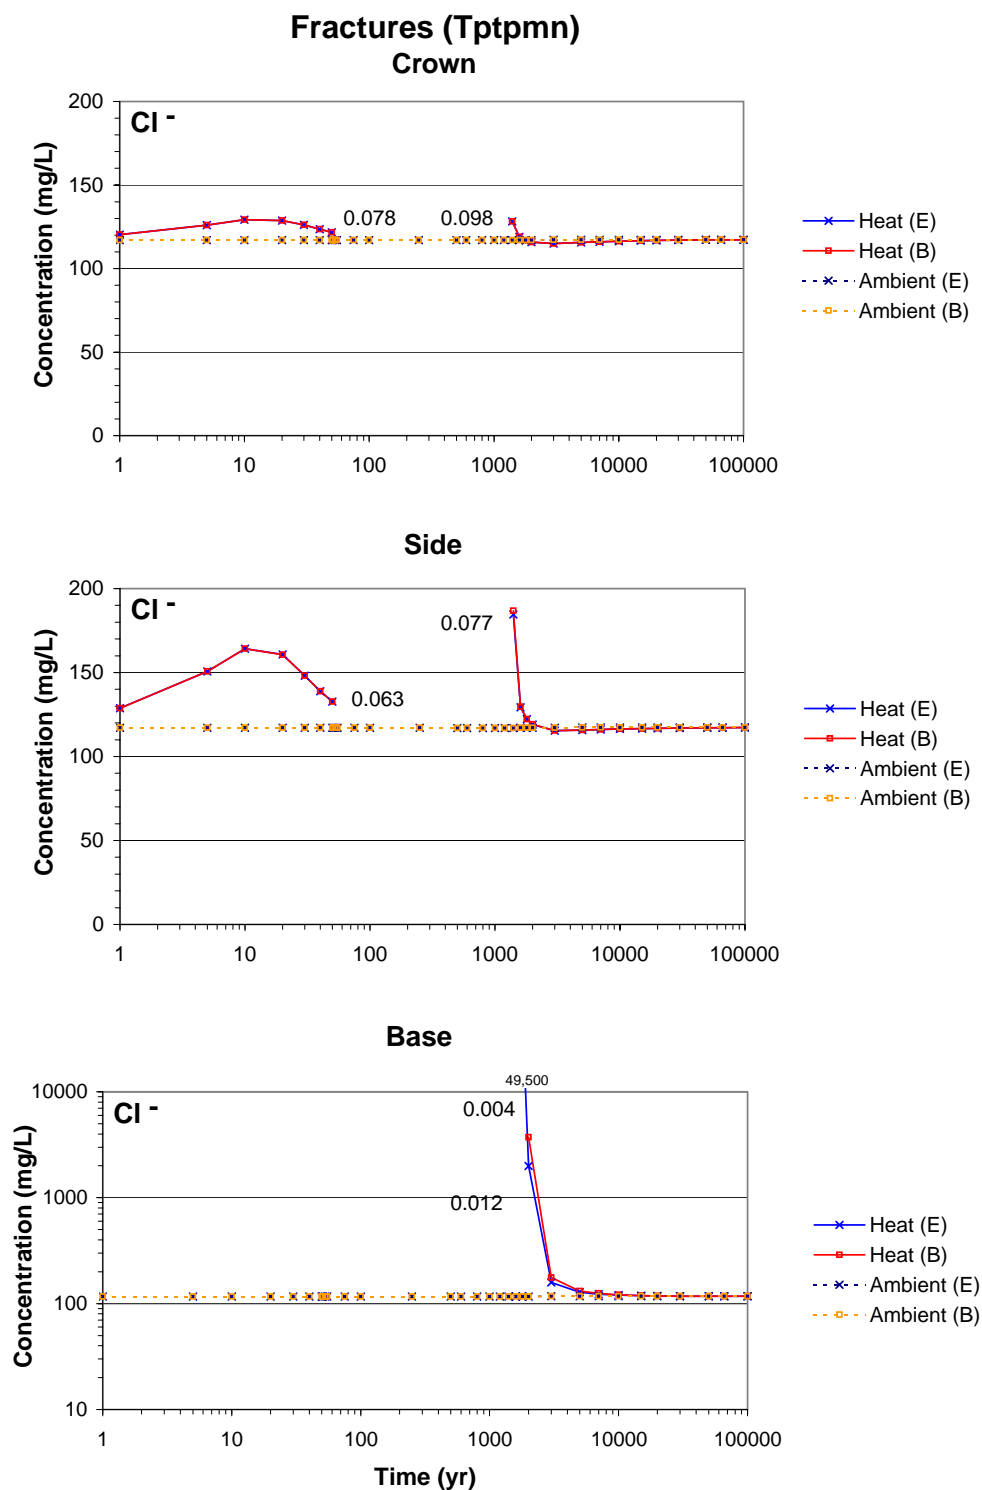 Fractures (Tptpmn)
Crown
Cl -
Concentration (mg/L)
200
150
100
50
0
0.078
0.098
1
10
100
1000
10000
100000
Heat (E)
Heat (B)
Ambient (E)
Ambient (B)
Side
Cl -
Concentration (mg/L)
200
150
100
50
0
0.077
0.063
1
10
100
1000
10000
100000
Heat (E)
Heat (B)
Ambient (E)
Ambient (B)
Base
Cl -
Concentration (mg/L)
10000
1000
100
10
49,500
0.004
0.012
1
10
100
1000
10000
100000
Time (yr)
Heat (E)
Heat (B)
Ambient (E)
Ambient (B)